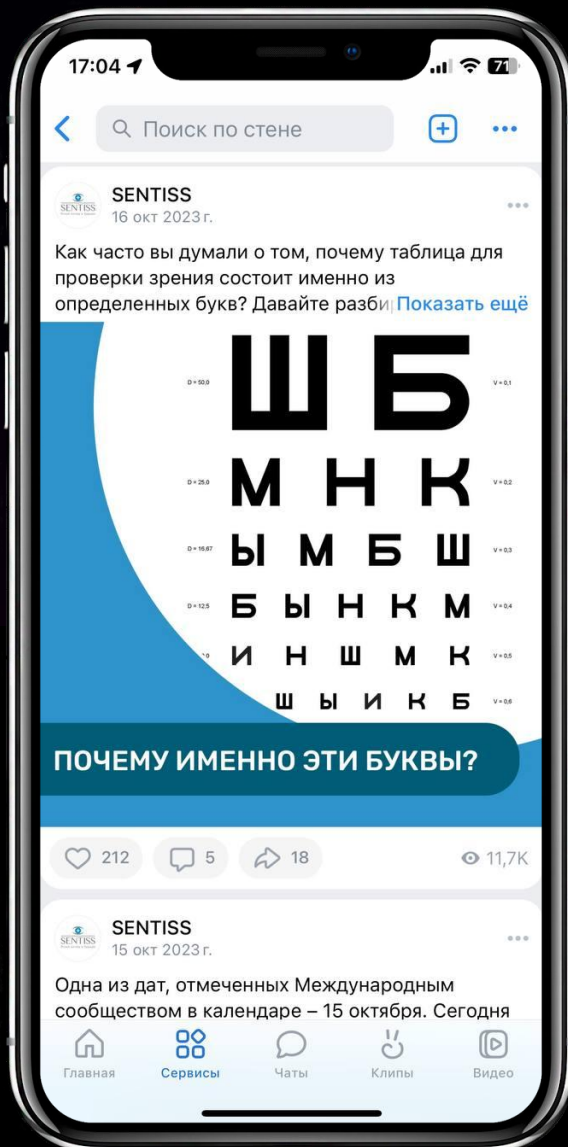 17:04
71
Поиск по стене
SENTISS
SENTISS
16 окт 2023 г.
Как часто вы думали о том, почему таблица для
проверки зрения состоит именно из
определенных букв? Давайте разби Показать ещё
D = 50,0 Ш Б V = 0,1
D = 25,0 М Н К V = 0,2
D = 16,67 Ы М Б Ш V = 0,3
D = 12,5 Б Ы Н К М V = 0,4
И Н Ш М К V = 0,5
Ш Ы И К Б V = 0,6
ПОЧЕМУ ИМЕННО ЭТИ БУКВЫ?
212 5 18 11,7K
SENTISS
SENTISS
15 окт 2023 г.
Одна из дат, отмеченных Международным
сообществом в календаре – 15 октября. Сегодня
Главная Сервисы Чаты Клипы Видео